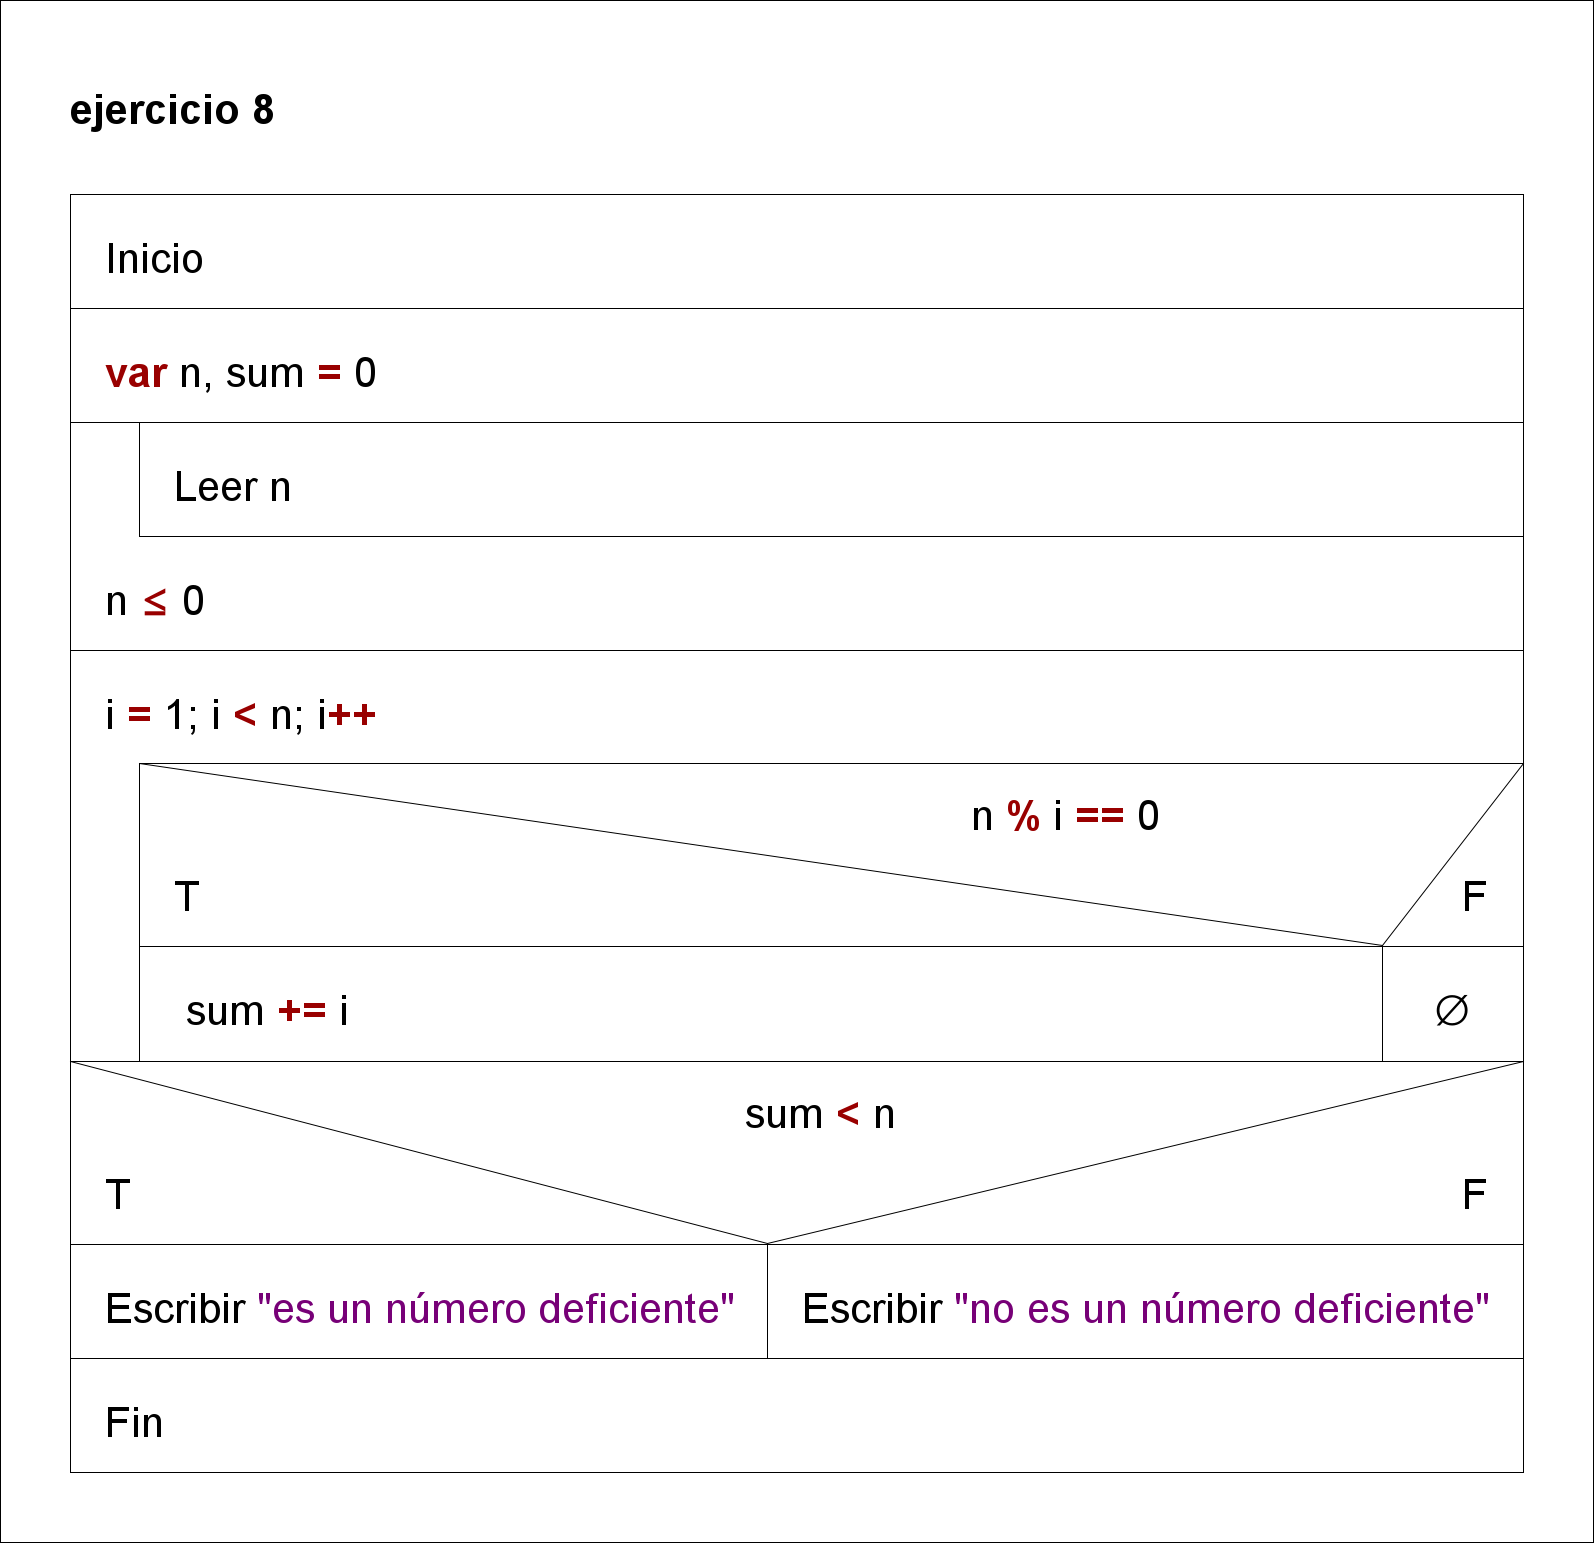 ejercicio 8
Inicio
var n, sum = 0
Leer n
n ≤ 0
i = 1; i < n; i++
n % i == 0
T F
sum += i ∅
sum < n
T F
Escribir "es un número deficiente" Escribir "no es un número deficiente"
Fin